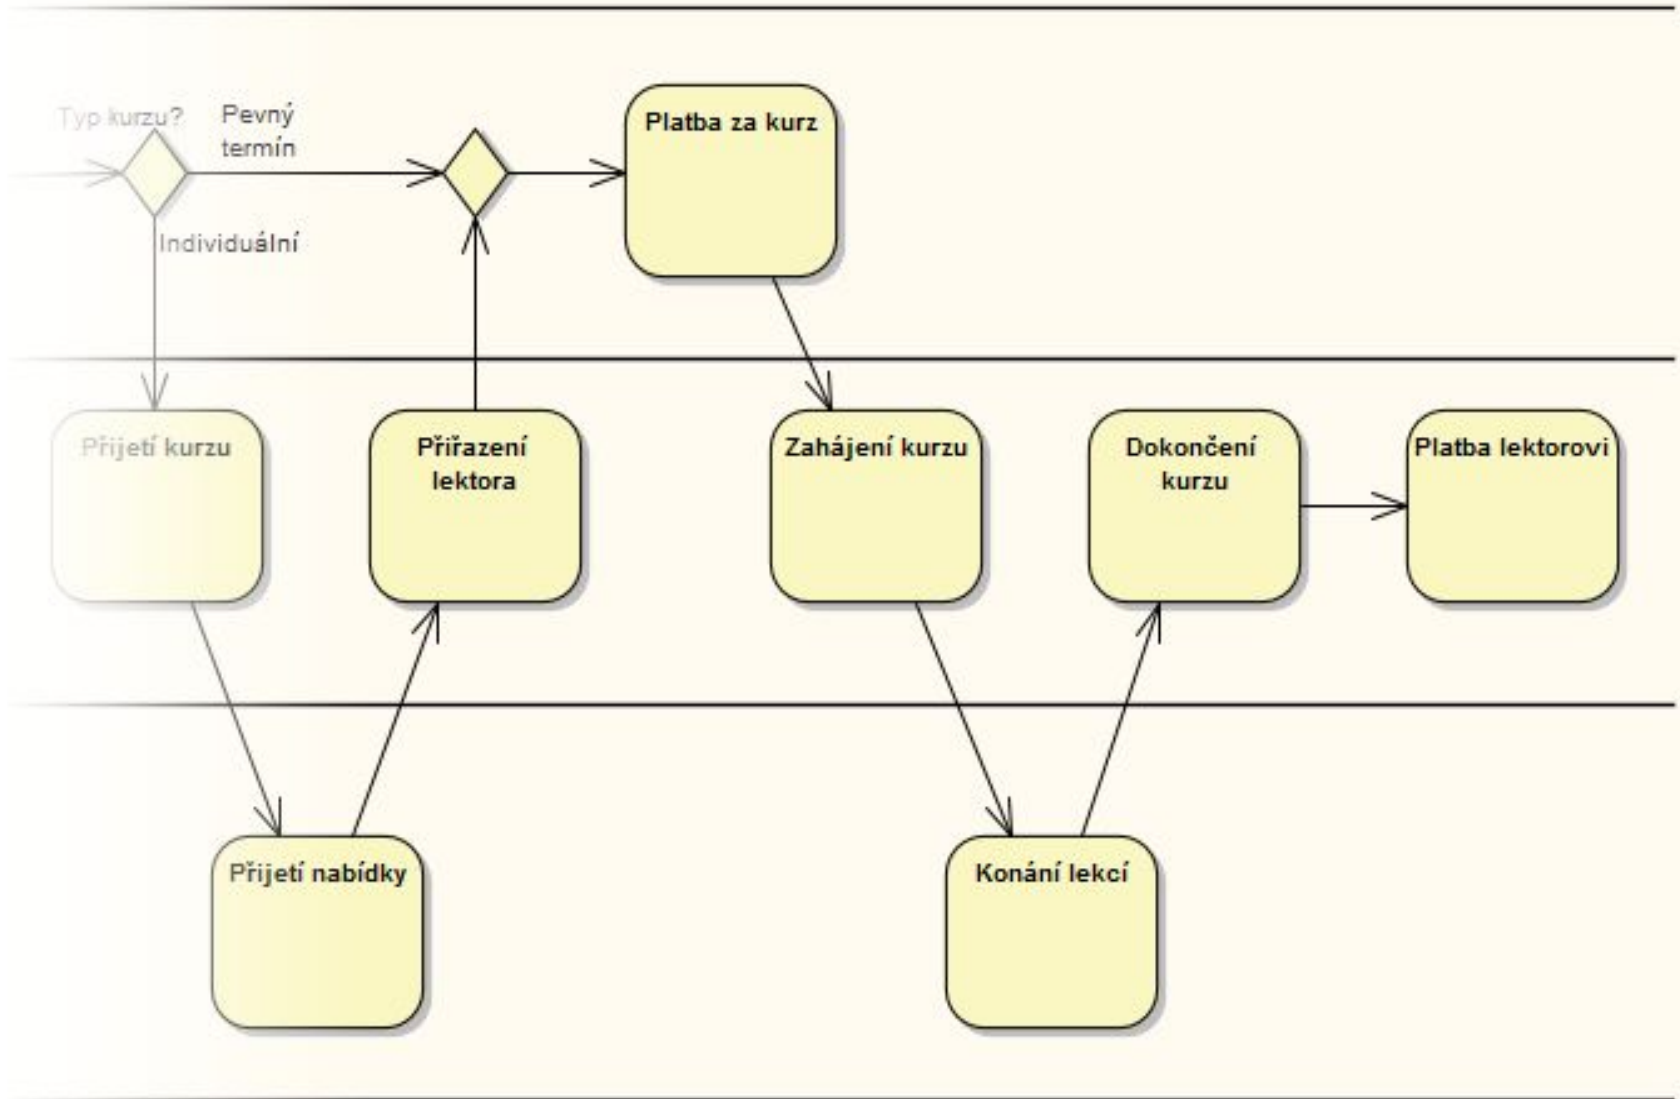 Typ kurzu?
Pevný
termín
Individuální
Platba za kurz
Přijetí kurzu
Přiřazení
lektora
Zahájení kurzu
Dokončení
kurzu
Platba lektorovi
Přijetí nabídky
Konání lekcí